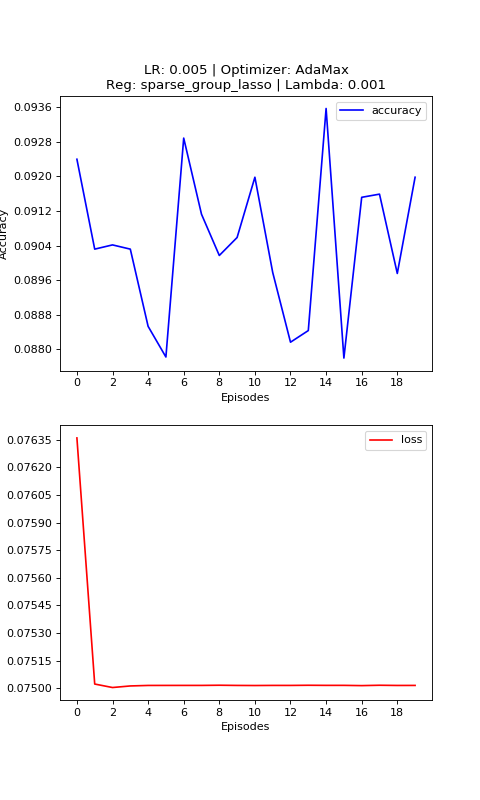 LR: 0.005 | Optimizer: AdaMax
Reg: sparse_group_lasso | Lambda: 0.001
accuracy
0.0936
0.0928
0.0920
0.0912
0.0904
0.0896
0.0888
0.0880
Accuracy
0 2 4 6 8 10 12 14 16 18
Episodes
loss
0.07635
0.07620
0.07605
0.07590
0.07575
0.07560
0.07545
0.07530
0.07515
0.07500
0 2 4 6 8 10 12 14 16 18
Episodes